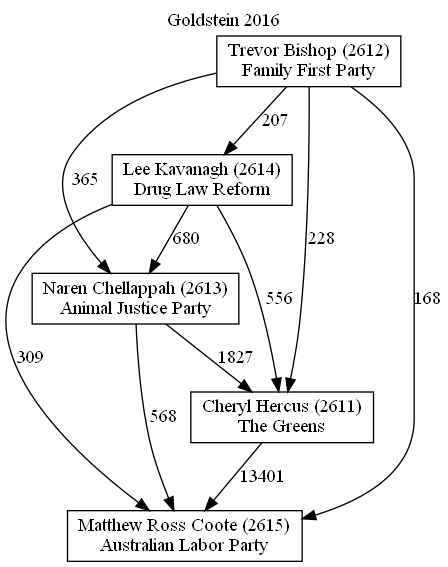 Goldstein 2016
Trevor Bishop (2612)
Family First Party
207
Lee Kavanagh (2614)
Drug Law Reform
365
680
228
Naren Chellappah (2613)
Animal Justice Party
556
168
309
1827
Cheryl Hercus (2611)
The Greens
568
13401
Matthew Ross Coote (2615)
Australian Labor Party